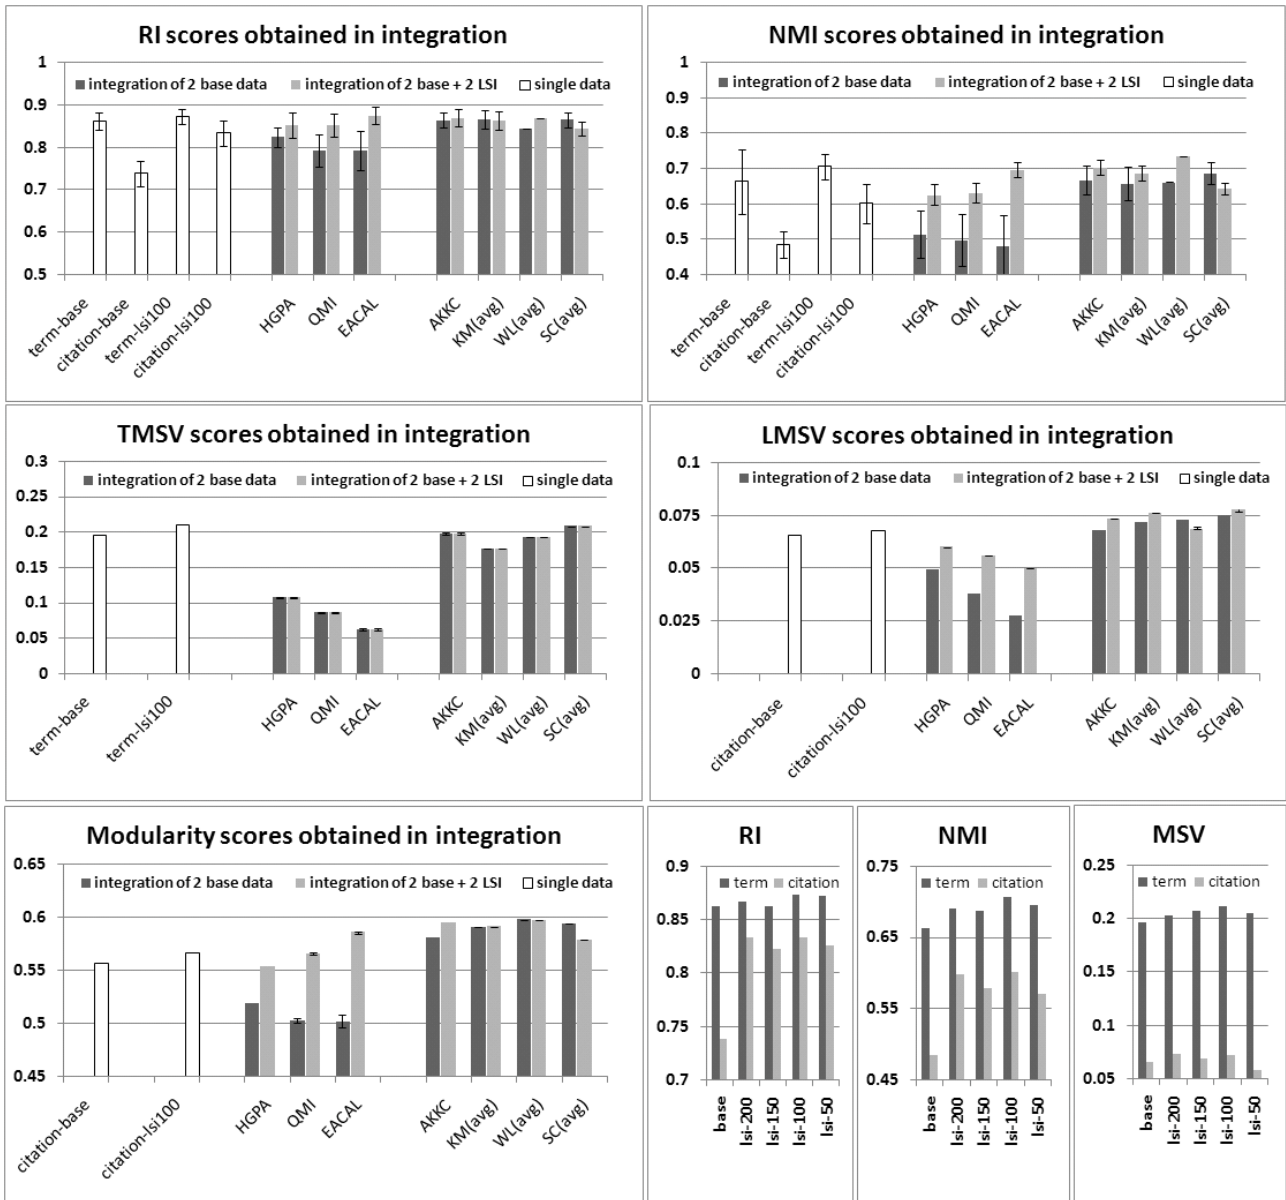 RI scores obtained in integration
1
0.9
0.8
0.7
0.6
0.5
integration of 2 base data
integration of 2 base + 2 LSI
single data
term-base
citation-base
term-lsi100
citation-lsi100
HGPA
QMI
EACAL
AKKC
KM(avg)
WL(avg)
SC(avg)
NMI scores obtained in integration
1
0.9
0.8
0.7
0.6
0.5
0.4
integration of 2 base data
integration of 2 base + 2 LSI
single data
term-base
citation-base
term-lsi100
citation-lsi100
HGPA
QMI
EACAL
AKKC
KM(avg)
WL(avg)
SC(avg)
TMSV scores obtained in integration
0.3
0.25
0.2
0.15
0.1
0.05
0
integration of 2 base data
integration of 2 base + 2 LSI
single data
term-base
term-lsi100
HGPA
QMI
EACAL
AKKC
KM(avg)
WL(avg)
SC(avg)
LMSV scores obtained in integration
0.1
0.075
0.05
0.025
0
integration of 2 base data
integration of 2 base + 2 LSI
single data
citation-base
citation-lsi100
HGPA
QMI
EACAL
AKKC
KM(avg)
WL(avg)
SC(avg)
Modularity scores obtained in integration
0.65
0.6
0.55
0.5
0.45
integration of 2 base data
integration of 2 base + 2 LSI
single data
citation-base
citation-lsi100
HGPA
QMI
EACAL
AKKC
KM(avg)
WL(avg)
SC(avg)
RI
0.9
0.85
0.8
0.75
0.7
term
citation
base
lsi-200
lsi-150
lsi-100
lsi-50
NMI
0.75
0.65
0.55
0.45
term
citation
base
lsi-200
lsi-150
lsi-100
lsi-50
MSV
0.25
0.2
0.15
0.1
0.05
term
citation
base
lsi-200
lsi-150
lsi-100
lsi-50